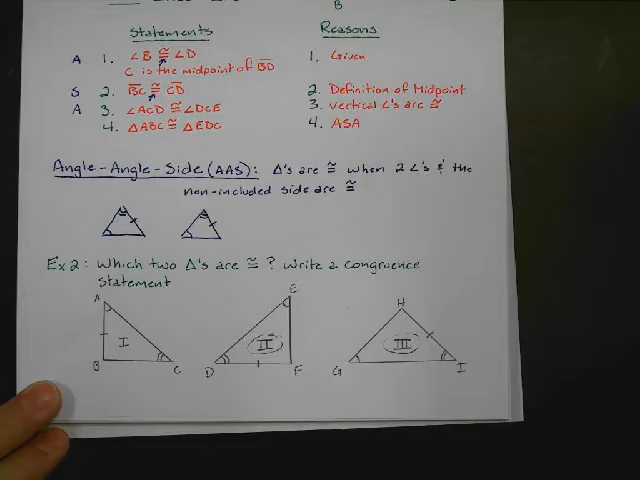 B
Statements Reasons
A 1. ∠B ≅ ∠D 1. Given
C is the midpoint of BD
S 2. BC ≅ CD 2. Definition of Midpoint
A 3. ∠ACD ≅ ∠DCE 3. vertical ∠'s are ≅
4. △ABC ≅ △EDC 4. ASA
Angle-Angle-Side (AAS): △'s are ≅ when 2 ∠'s & the
non-included side are ≅
Ex 2: Which two △'s are ≅? Write a congruence
statement
A E H
I II III
B C D F G I